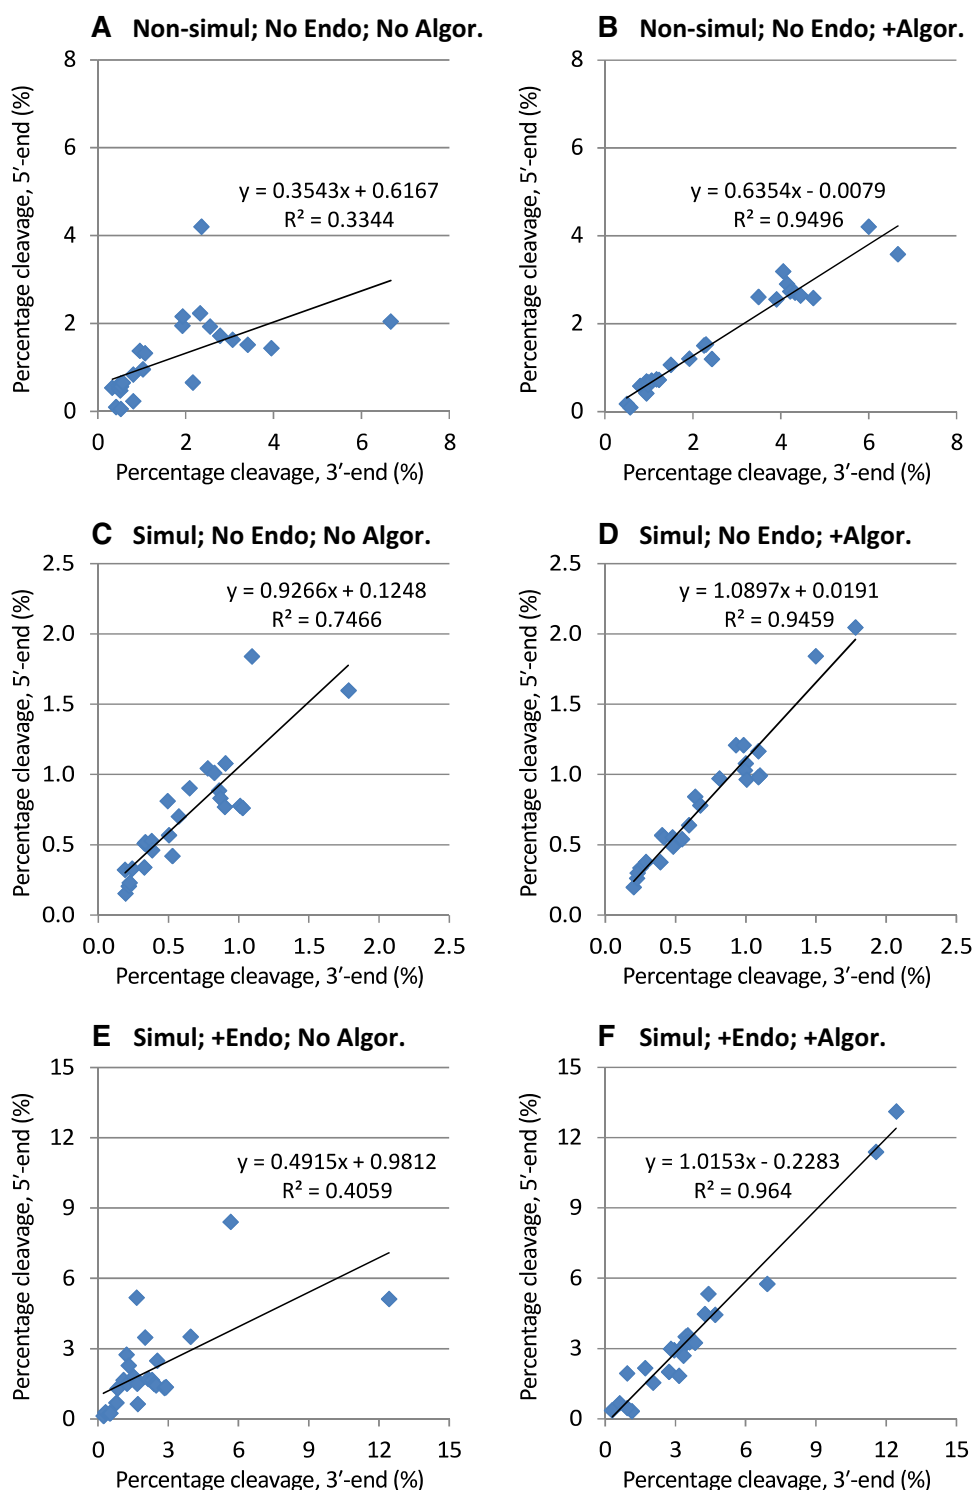 A Non-simul; No Endo; No Algor.
8
6
4
2
0
0 2 4 6 8
Percentage cleavage, 5′-end (%)
Percentage cleavage, 3′-end (%)
y = 0.3543x + 0.6167
R² = 0.3344
B Non-simul; No Endo; +Algor.
8
6
4
2
0
0 2 4 6 8
Percentage cleavage, 5′-end (%)
Percentage cleavage, 3′-end (%)
y = 0.6354x - 0.0079
R² = 0.9496
C Simul; No Endo; No Algor.
2.5
2.0
1.5
1.0
0.5
0.0
0.0 0.5 1.0 1.5 2.0 2.5
Percentage cleavage, 5′-end (%)
Percentage cleavage, 3′-end (%)
y = 0.9266x + 0.1248
R² = 0.7466
D Simul; No Endo; +Algor.
2.5
2.0
1.5
1.0
0.5
0.0
0.0 0.5 1.0 1.5 2.0 2.5
Percentage cleavage, 5′-end (%)
Percentage cleavage, 3′-end (%)
y = 1.0897x + 0.0191
R² = 0.9459
E Simul; +Endo; No Algor.
15
12
9
6
3
0
0 3 6 9 12 15
Percentage cleavage, 5′-end (%)
Percentage cleavage, 3′-end (%)
y = 0.4915x + 0.9812
R² = 0.4059
F Simul; +Endo; +Algor.
15
12
9
6
3
0
0 3 6 9 12 15
Percentage cleavage, 5′-end (%)
Percentage cleavage, 3′-end (%)
y = 1.0153x - 0.2283
R² = 0.964